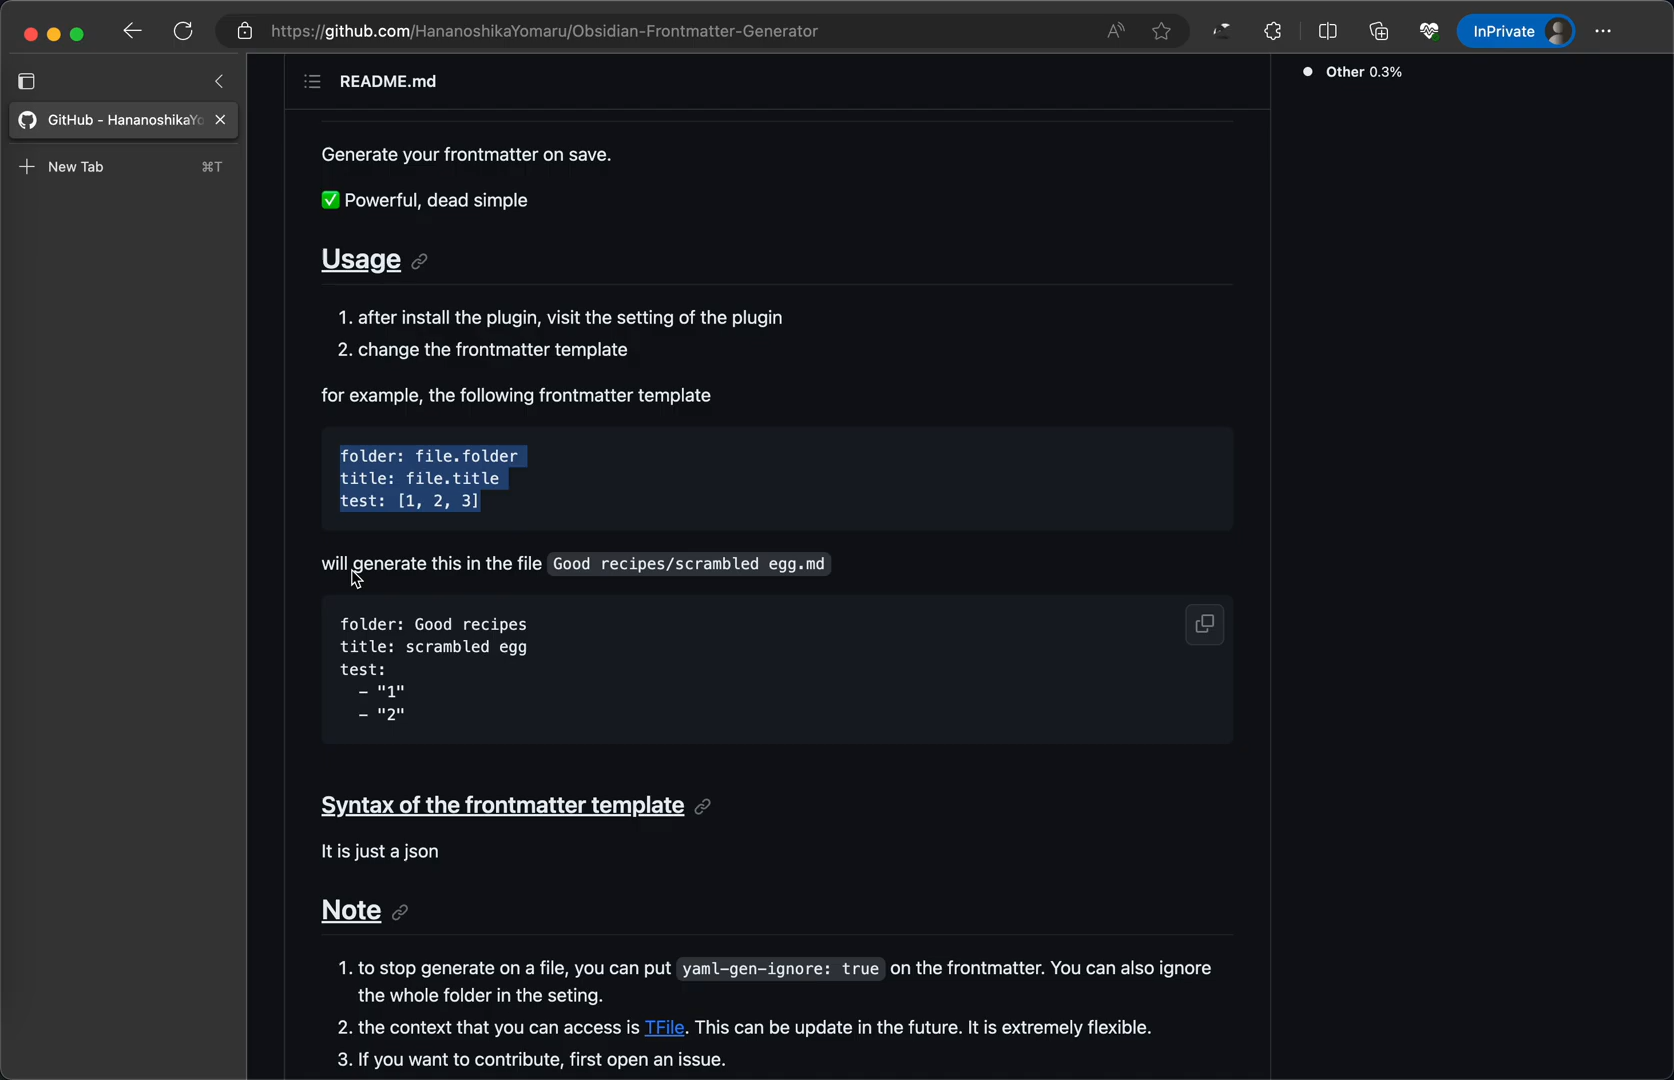 https://github.com/HananoshikaYomaru/Obsidian-Frontmatter-Generator
InPrivate
GitHub - HananoshikaYo
New Tab
⌘T
README.md
Other 0.3%
Generate your frontmatter on save.
✅ Powerful, dead simple
Usage
1. after install the plugin, visit the setting of the plugin
2. change the frontmatter template
for example, the following frontmatter template
folder: file.folder
title: file.title
test: [1, 2, 3]
will generate this in the file Good recipes/scrambled egg.md
folder: Good recipes
title: scrambled egg
test:
- "1"
- "2"
Syntax of the frontmatter template
It is just a json
Note
1. to stop generate on a file, you can put yaml-gen-ignore: true on the frontmatter. You can also ignore
the whole folder in the seting.
2. the context that you can access is TFile. This can be update in the future. It is extremely flexible.
3. If you want to contribute, first open an issue.